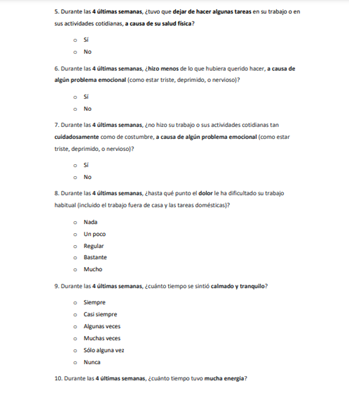 5. Durante las 4 últimas semanas, ¿tuvo que dejar de hacer algunas tareas en su trabajo o en
sus actividades cotidianas, a causa de su salud física?
o Sí
o No
6. Durante las 4 últimas semanas, ¿hizo menos de lo que hubiera querido hacer, a causa de
algún problema emocional (como estar triste, deprimido, o nervioso)?
o Sí
o No
7. Durante las 4 últimas semanas, ¿no hizo su trabajo o sus actividades cotidianas tan
cuidadosamente como de costumbre, a causa de algún problema emocional (como estar
triste, deprimido, o nervioso)?
o Sí
o No
8. Durante las 4 últimas semanas, ¿hasta qué punto el dolor le ha dificultado su trabajo
habitual (incluido el trabajo fuera de casa y las tareas domésticas)?
o Nada
o Un poco
o Regular
o Bastante
o Mucho
9. Durante las 4 últimas semanas, ¿cuánto tiempo se sintió calmado y tranquilo?
o Siempre
o Casi siempre
o Algunas veces
o Muchas veces
o Sólo alguna vez
o Nunca
10. Durante las 4 últimas semanas, ¿cuánto tiempo tuvo mucha energía?